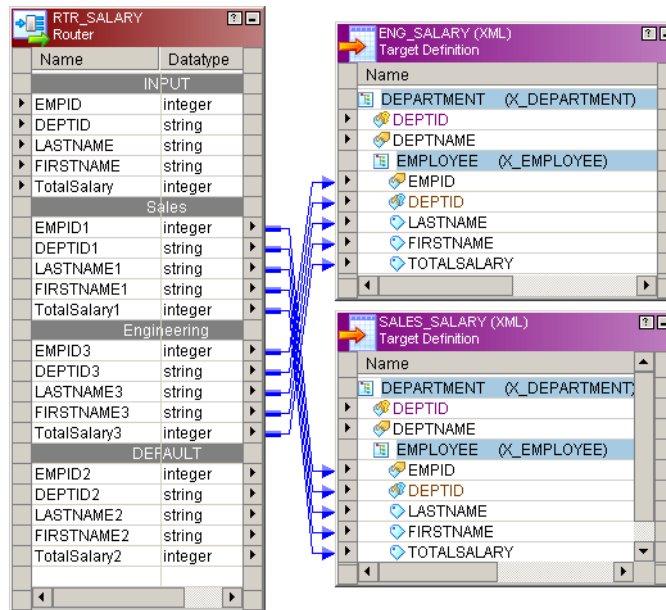 RTR_SALARY
Router
Name Datatype
INPUT
EMPID integer
DEPTID string
LASTNAME string
FIRSTNAME string
TotalSalary integer
Sales
EMPID1 integer
DEPTID1 string
LASTNAME1 string
FIRSTNAME1 string
TotalSalary1 integer
Engineering
EMPID3 integer
DEPTID3 string
LASTNAME3 string
FIRSTNAME3 string
TotalSalary3 integer
DEFAULT
EMPID2 integer
DEPTID2 string
LASTNAME2 string
FIRSTNAME2 string
TotalSalary2 integer
ENG_SALARY (XML)
Target Definition
Name
DEPARTMENT (X_DEPARTMENT)
DEPTID
DEPTNAME
EMPLOYEE (X_EMPLOYEE)
EMPID
DEPTID
LASTNAME
FIRSTNAME
TOTALSALARY
SALES_SALARY (XML)
Target Definition
Name
DEPARTMENT (X_DEPARTMENT)
DEPTID
DEPTNAME
EMPLOYEE (X_EMPLOYEE)
EMPID
DEPTID
LASTNAME
FIRSTNAME
TOTALSALARY